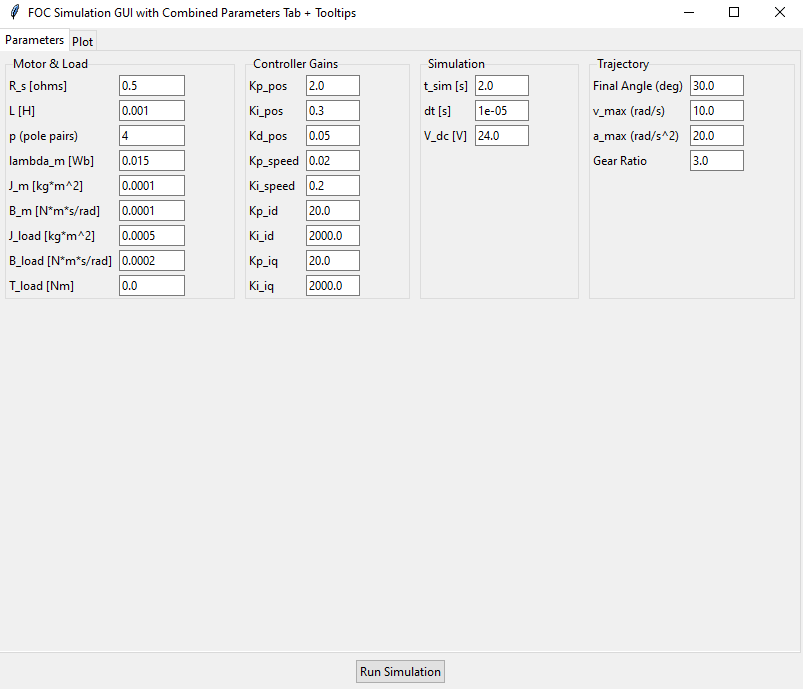 FOC Simulation GUI with Combined Parameters Tab + Tooltips
Parameters Plot
Motor & Load
R_s [ohms] 0.5
L [H] 0.001
p (pole pairs) 4
lambda_m [Wb] 0.015
J_m [kg*m^2] 0.0001
B_m [N*m*s/rad] 0.0001
J_load [kg*m^2] 0.0005
B_load [N*m*s/rad] 0.0002
T_load [Nm] 0.0
Controller Gains
Kp_pos 2.0
Ki_pos 0.3
Kd_pos 0.05
Kp_speed 0.02
Ki_speed 0.2
Kp_id 20.0
Ki_id 2000.0
Kp_iq 20.0
Ki_iq 2000.0
Simulation
t_sim [s] 2.0
dt [s] 1e-05
V_dc [V] 24.0
Trajectory
Final Angle (deg) 30.0
v_max (rad/s) 10.0
a_max (rad/s^2) 20.0
Gear Ratio 3.0
Run Simulation